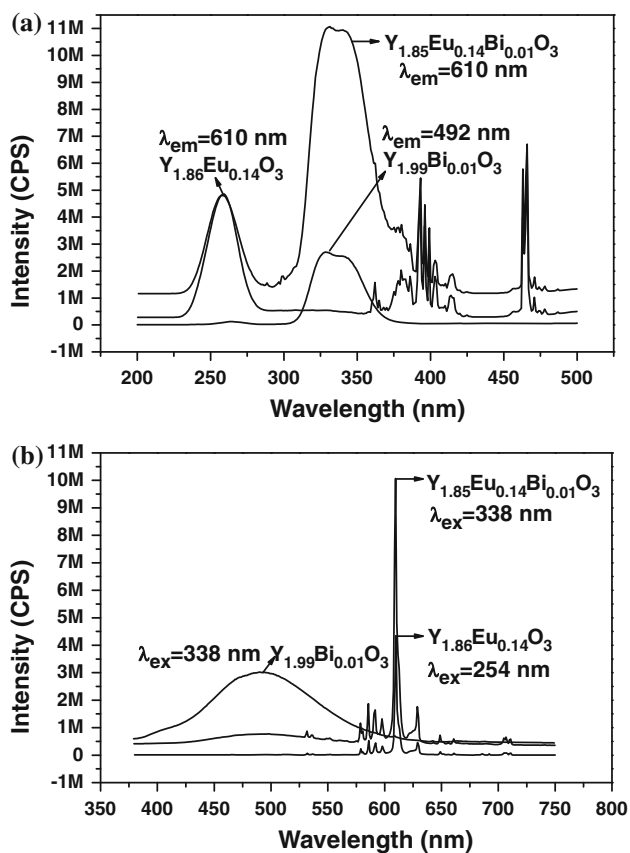 (a)
11M
10M
9M
8M
7M
6M
5M
4M
3M
2M
1M
0
-1M
Intensity (CPS)
Y1.85Eu0.14Bi0.01O3
λem=610 nm
λem=492 nm
Y1.99Bi0.01O3
λem=610 nm
Y1.86Eu0.14O3
200 250 300 350 400 450 500
Wavelength (nm)
(b)
11M
10M
9M
8M
7M
6M
5M
4M
3M
2M
1M
0
-1M
Intensity (CPS)
Y1.85Eu0.14Bi0.01O3
λex=338 nm
Y1.86Eu0.14O3
λex=254 nm
λex=338 nm Y1.99Bi0.01O3
350 400 450 500 550 600 650 700 750 800
Wavelength (nm)